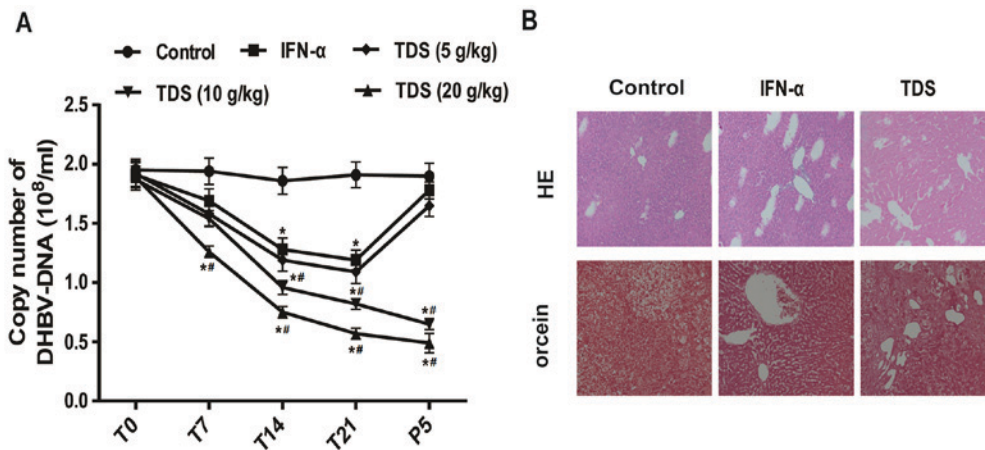 A
Control
IFN-α
TDS (5 g/kg)
TDS (10 g/kg)
TDS (20 g/kg)
Copy number of
DHBV-DNA (10⁸/ml)
2.5
2.0
1.5
1.0
0.5
0.0
*
*
*#
*#
*#
*#
*#
*#
*#
T0
T7
T14
T21
P5
B
Control
IFN-α
TDS
HE
orcein